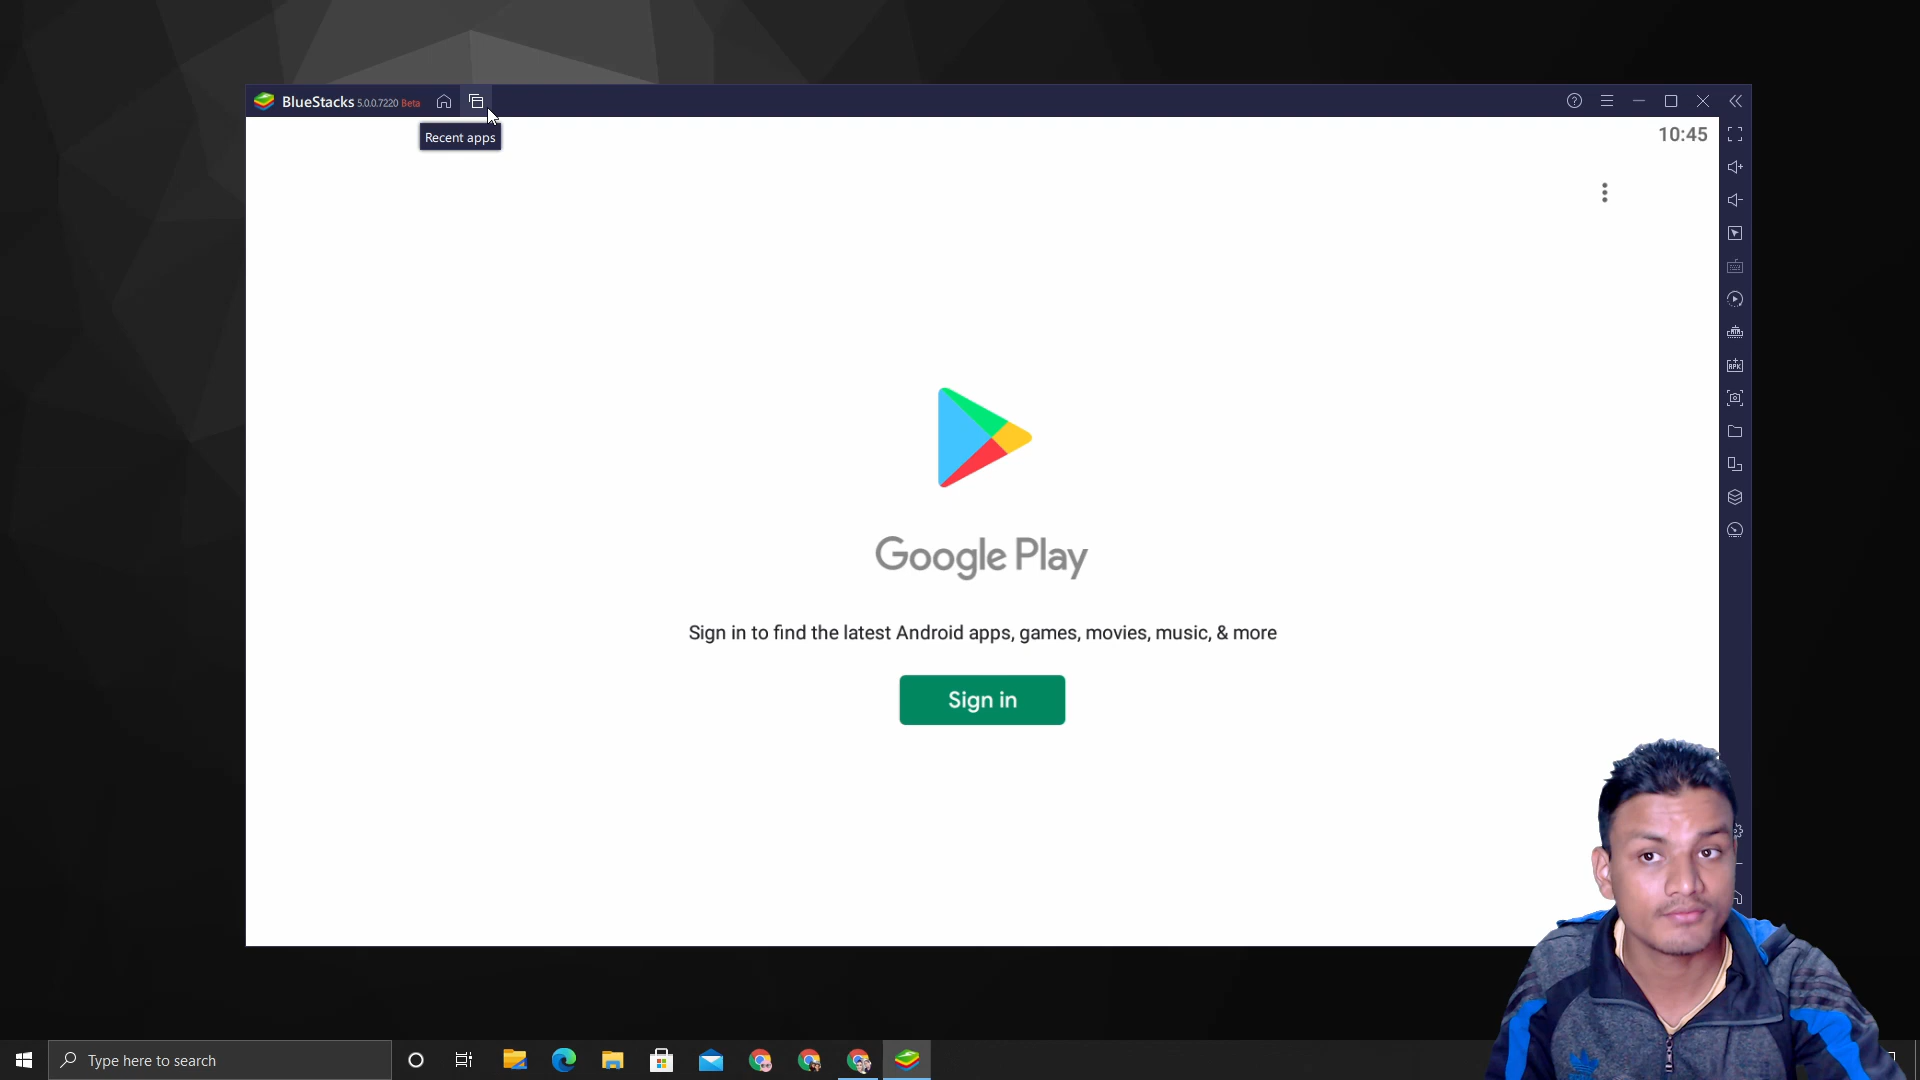 BlueStacks 5.0.0.7220 Beta
Recent apps
10:45
Google Play
Sign in to find the latest Android apps, games, movies, music, & more
Sign in
Type here to search